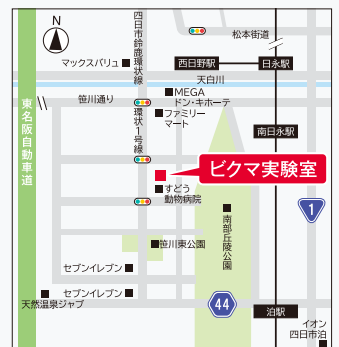 N
四日市鈴鹿環状線
松本街道
マックスバリュ
西日野駅
日永駅
天白川
MEGA
ドン・キホーテ
笹川通り
ファミリー
マート
環状1号線
東名阪自動車道
南日永駅
ビクマ実験室
すどう
動物病院
1
南部丘陵公園
笹川東公園
セブンイレブン
セブンイレブン
天然温泉ジャブ
44
泊駅
イオン
四日市泊